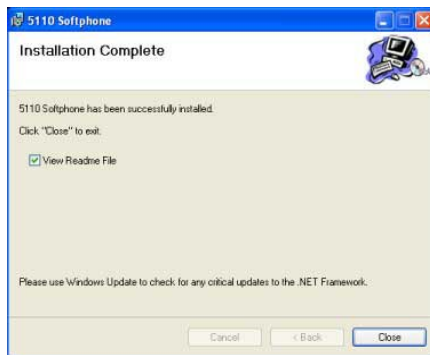 5110 Softphone
Installation Complete
5110 Softphone has been successfully installed.
Click "Close" to exit.
View Readme File
Please use Windows Update to check for any critical updates to the .NET Framework.
Cancel
< Back
Close